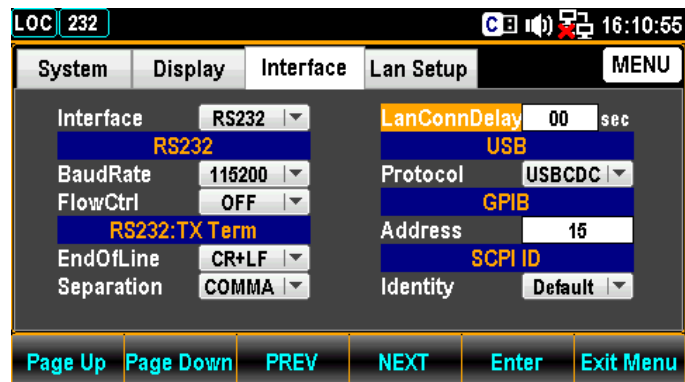 LOC 232 C 16:10:55
System Display Interface Lan Setup MENU
Interface RS232
RS232
BaudRate 115200
FlowCtrl OFF
RS232:TX Term
EndOfLine CR+LF
Separation COMMA
LanConnDelay 00 sec
USB
Protocol USBCDC
GPIB
Address 15
SCPI ID
Identity Default
Page Up Page Down PREV NEXT Enter Exit Menu